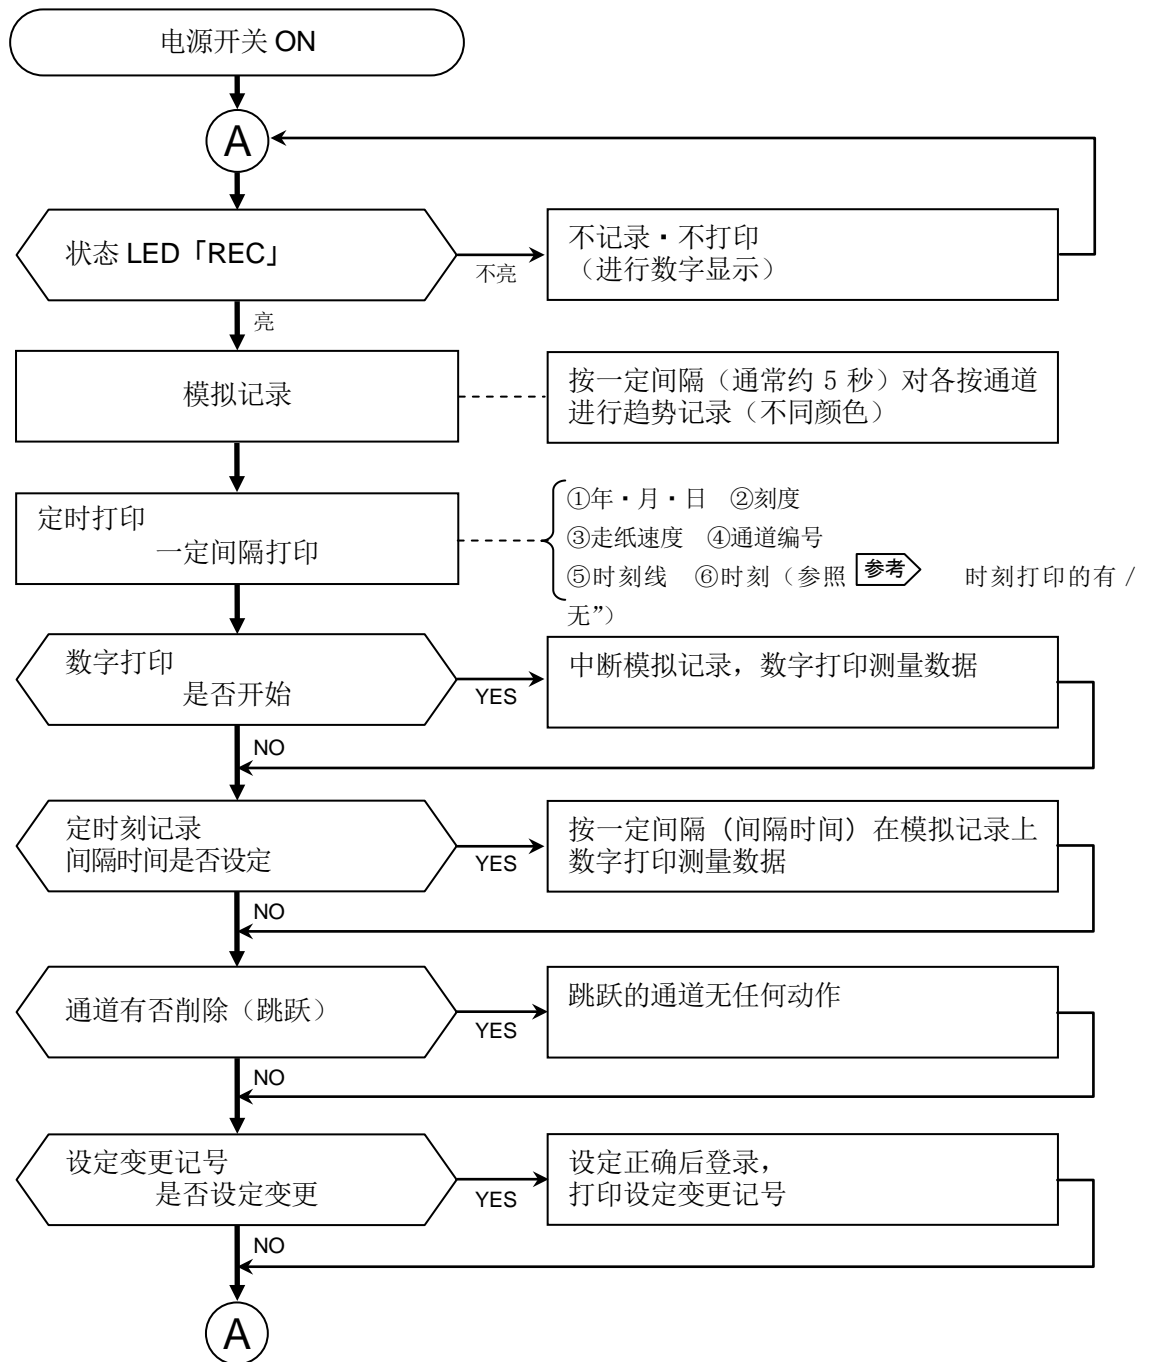 电源开关 ON
A
状态 LED「REC」
不亮
不记录・不打印
（进行数字显示）
亮
模拟记录
按一定间隔（通常约 5 秒）对各按通道
进行趋势记录（不同颜色）
定时打印
一定间隔打印
①年・月・日 ②刻度
③走纸速度 ④通道编号
⑤时刻线 ⑥时刻（参照 参考 时刻打印的有 /
无”）
数字打印
是否开始
YES
中断模拟记录，数字打印测量数据
NO
定时刻记录
间隔时间是否设定
YES
按一定间隔（间隔时间）在模拟记录上
数字打印测量数据
NO
通道有否削除（跳跃）
YES
跳跃的通道无任何动作
NO
设定变更记号
是否设定变更
YES
设定正确后登录，
打印设定变更记号
NO
A